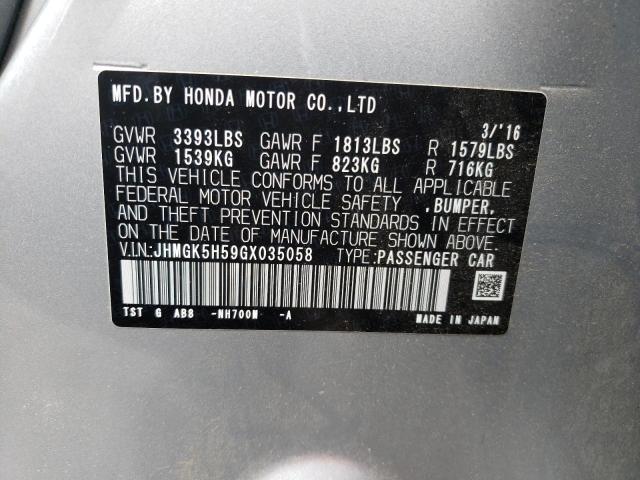 MFD.BY HONDA MOTOR CO.,LTD
3/'16
GVWR 3393LBS GAWR F 1813LBS R 1579LBS
GVWR 1539KG GAWR F 823KG R 716KG
THIS VEHICLE CONFORMS TO ALL APPLICABLE
FEDERAL MOTOR VEHICLE SAFETY ,BUMPER,
AND THEFT PREVENTION STANDARDS IN EFFECT
ON THE DATE OF MANUFACTURE SHOWN ABOVE.
V.I.N:JHMGK5H59GX035058 TYPE:PASSENGER CAR
TST G AB8 -NH700M -A MADE IN JAPAN